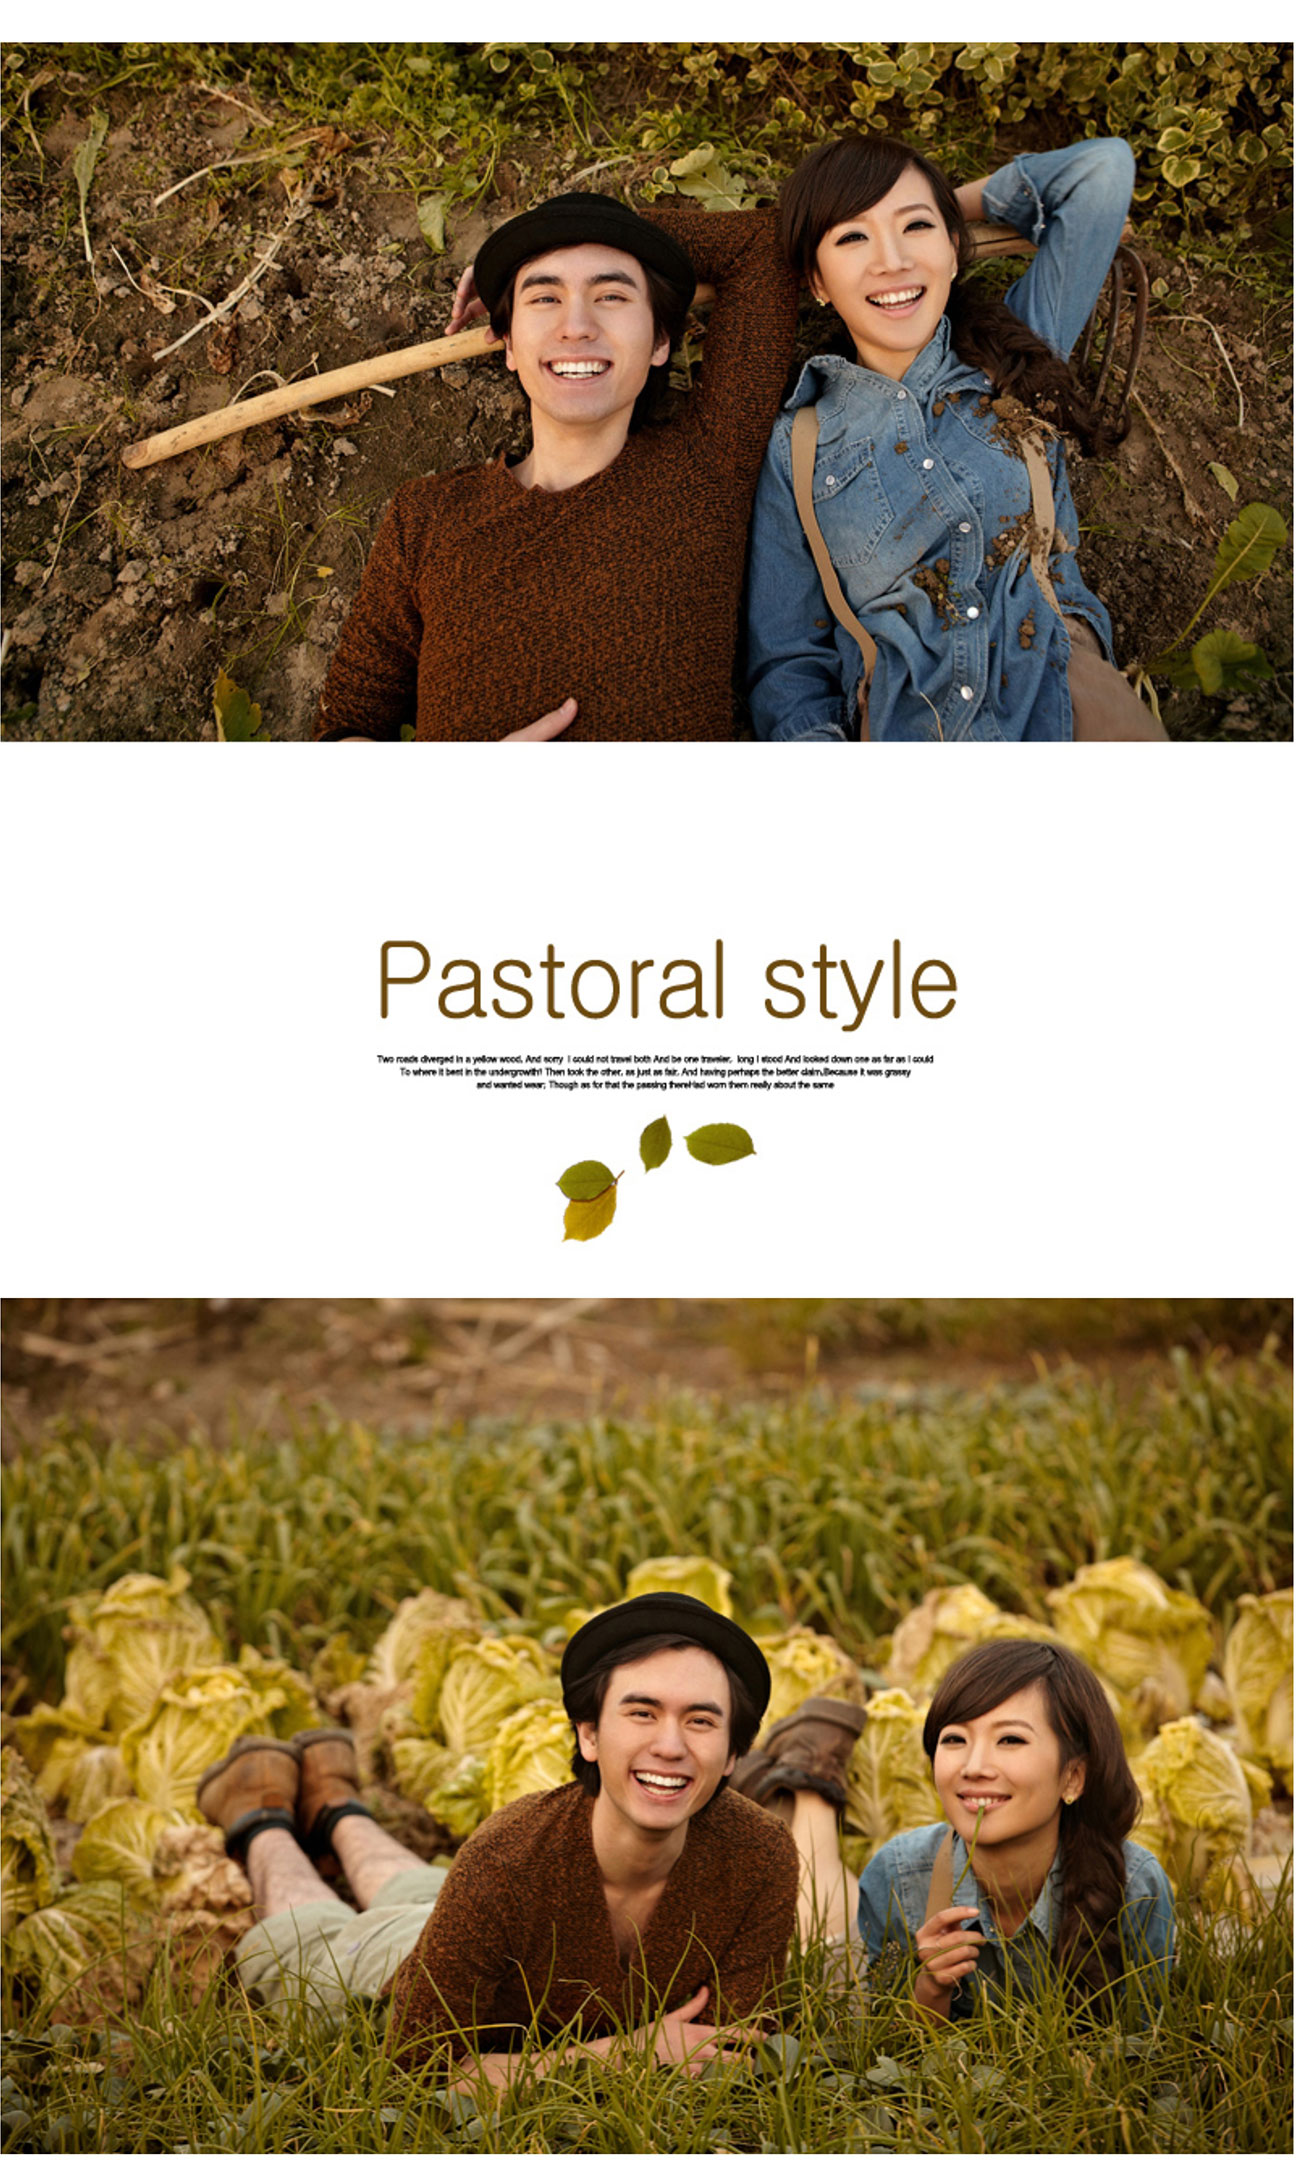 Pastoral style
Two roads diverged in a yellow wood, And sorry I could not travel both And be one traveler, long I stood And looked down one as far as I could
To where it bent in the undergrowth! Then took the other, as just as fair, And having perhaps the better claim,Because it was grassy
and wanted wear; Though as for that the passing thereHad worn them really about the same